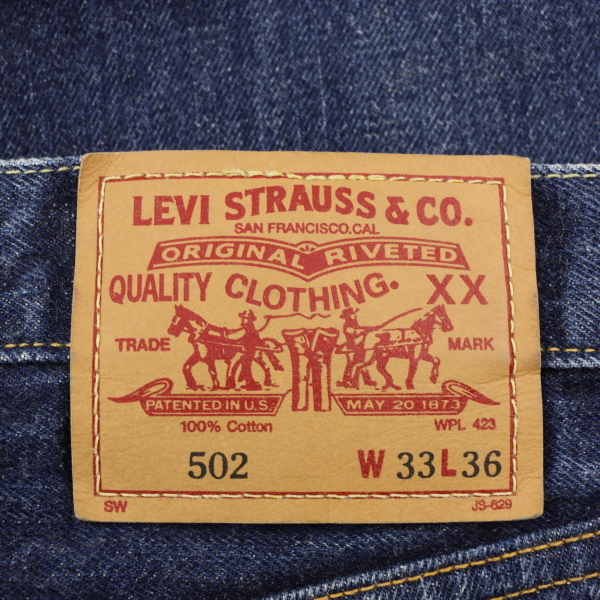 LEVI STRAUSS & CO.
SAN FRANCISCO.CAL
ORIGINAL RIVETED
QUALITY CLOTHING. XX
TRADE MARK
PATENTED IN U.S. MAY 20 1873
100% Cotton WPL 423
502 W 33 L 36
SW JS-629